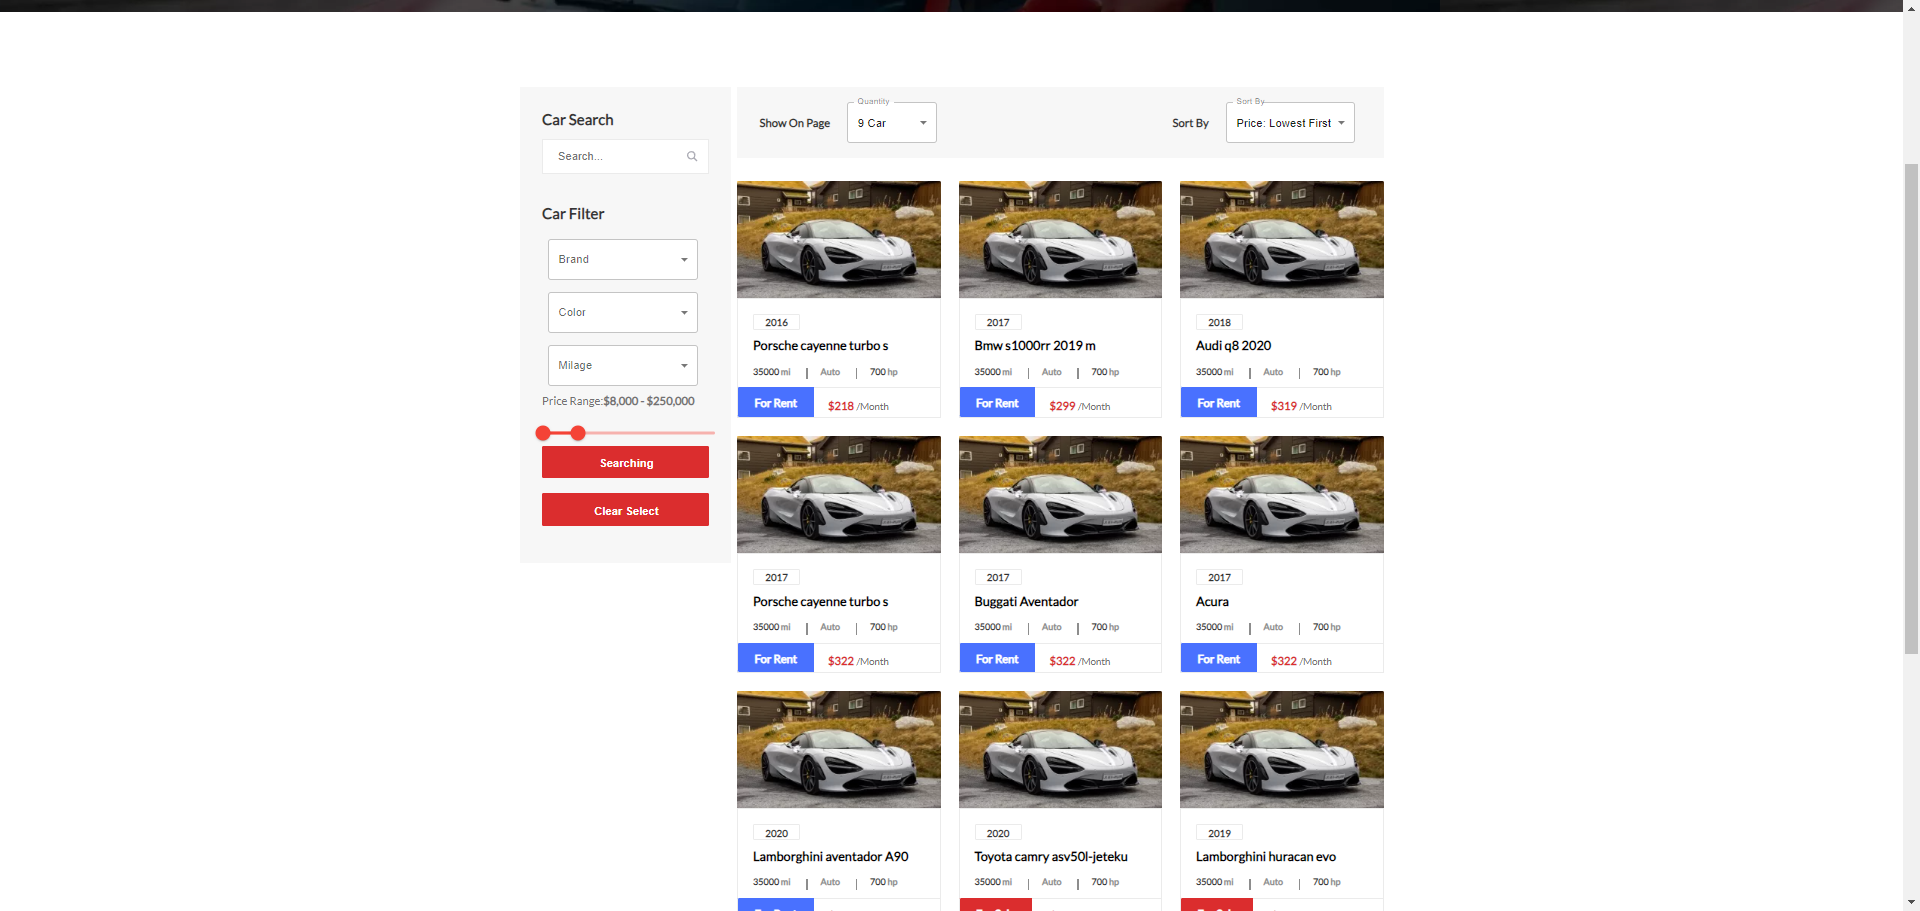 Car Search
Search...
Car Filter
Brand
Color
Milage
Price Range:$8,000 - $250,000
Searching
Clear Select
Show On Page
Quantity
9 Car
Sort By
Sort By
Price: Lowest First
2016
Porsche cayenne turbo s
35000 mi | Auto | 700 hp
For Rent $218 /Month
2017
Bmw s1000rr 2019 m
35000 mi | Auto | 700 hp
For Rent $299 /Month
2018
Audi q8 2020
35000 mi | Auto | 700 hp
For Rent $319 /Month
2017
Porsche cayenne turbo s
35000 mi | Auto | 700 hp
For Rent $322 /Month
2017
Buggati Aventador
35000 mi | Auto | 700 hp
For Rent $322 /Month
2017
Acura
35000 mi | Auto | 700 hp
For Rent $322 /Month
2020
Lamborghini aventador A90
35000 mi | Auto | 700 hp
2020
Toyota camry asv50l-jeteku
35000 mi | Auto | 700 hp
2019
Lamborghini huracan evo
35000 mi | Auto | 700 hp